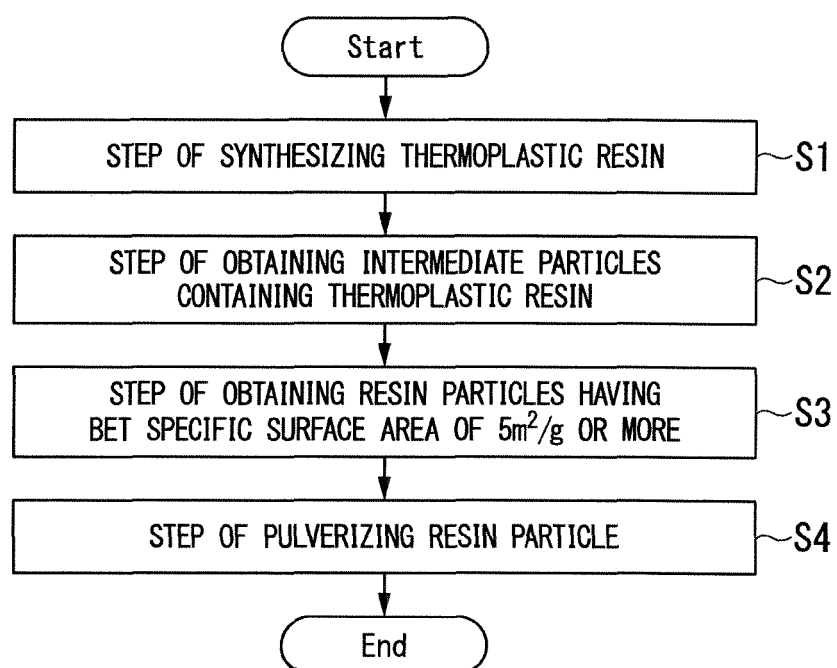 Start
STEP OF SYNTHESIZING THERMOPLASTIC RESIN
S1
STEP OF OBTAINING INTERMEDIATE PARTICLES
CONTAINING THERMOPLASTIC RESIN
S2
STEP OF OBTAINING RESIN PARTICLES HAVING
BET SPECIFIC SURFACE AREA OF 5m²/g OR MORE
S3
STEP OF PULVERIZING RESIN PARTICLE
S4
End